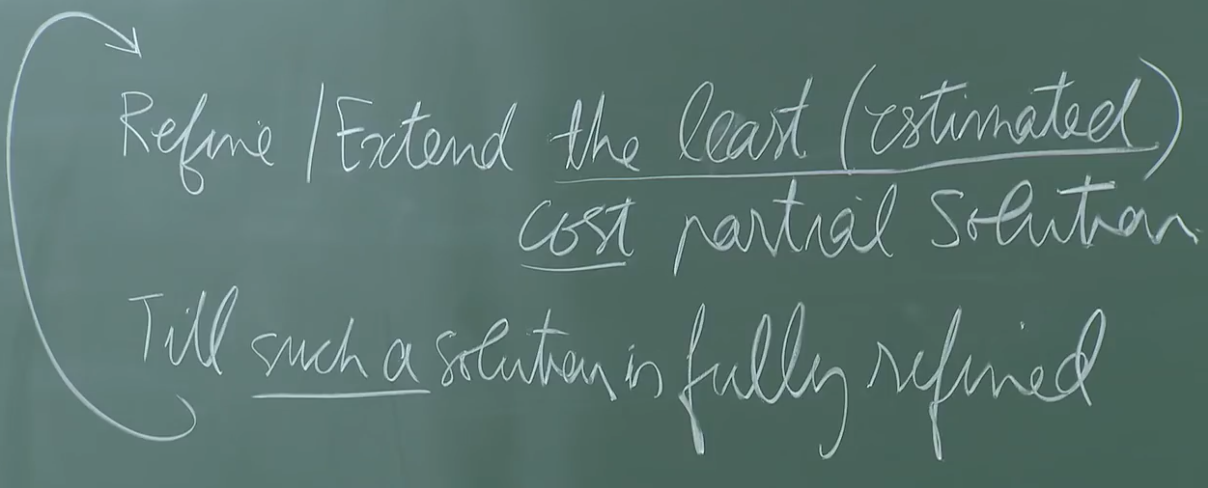 Refine / Extend the least (estimated)
cost partial solution
Till such a solution is fully refined